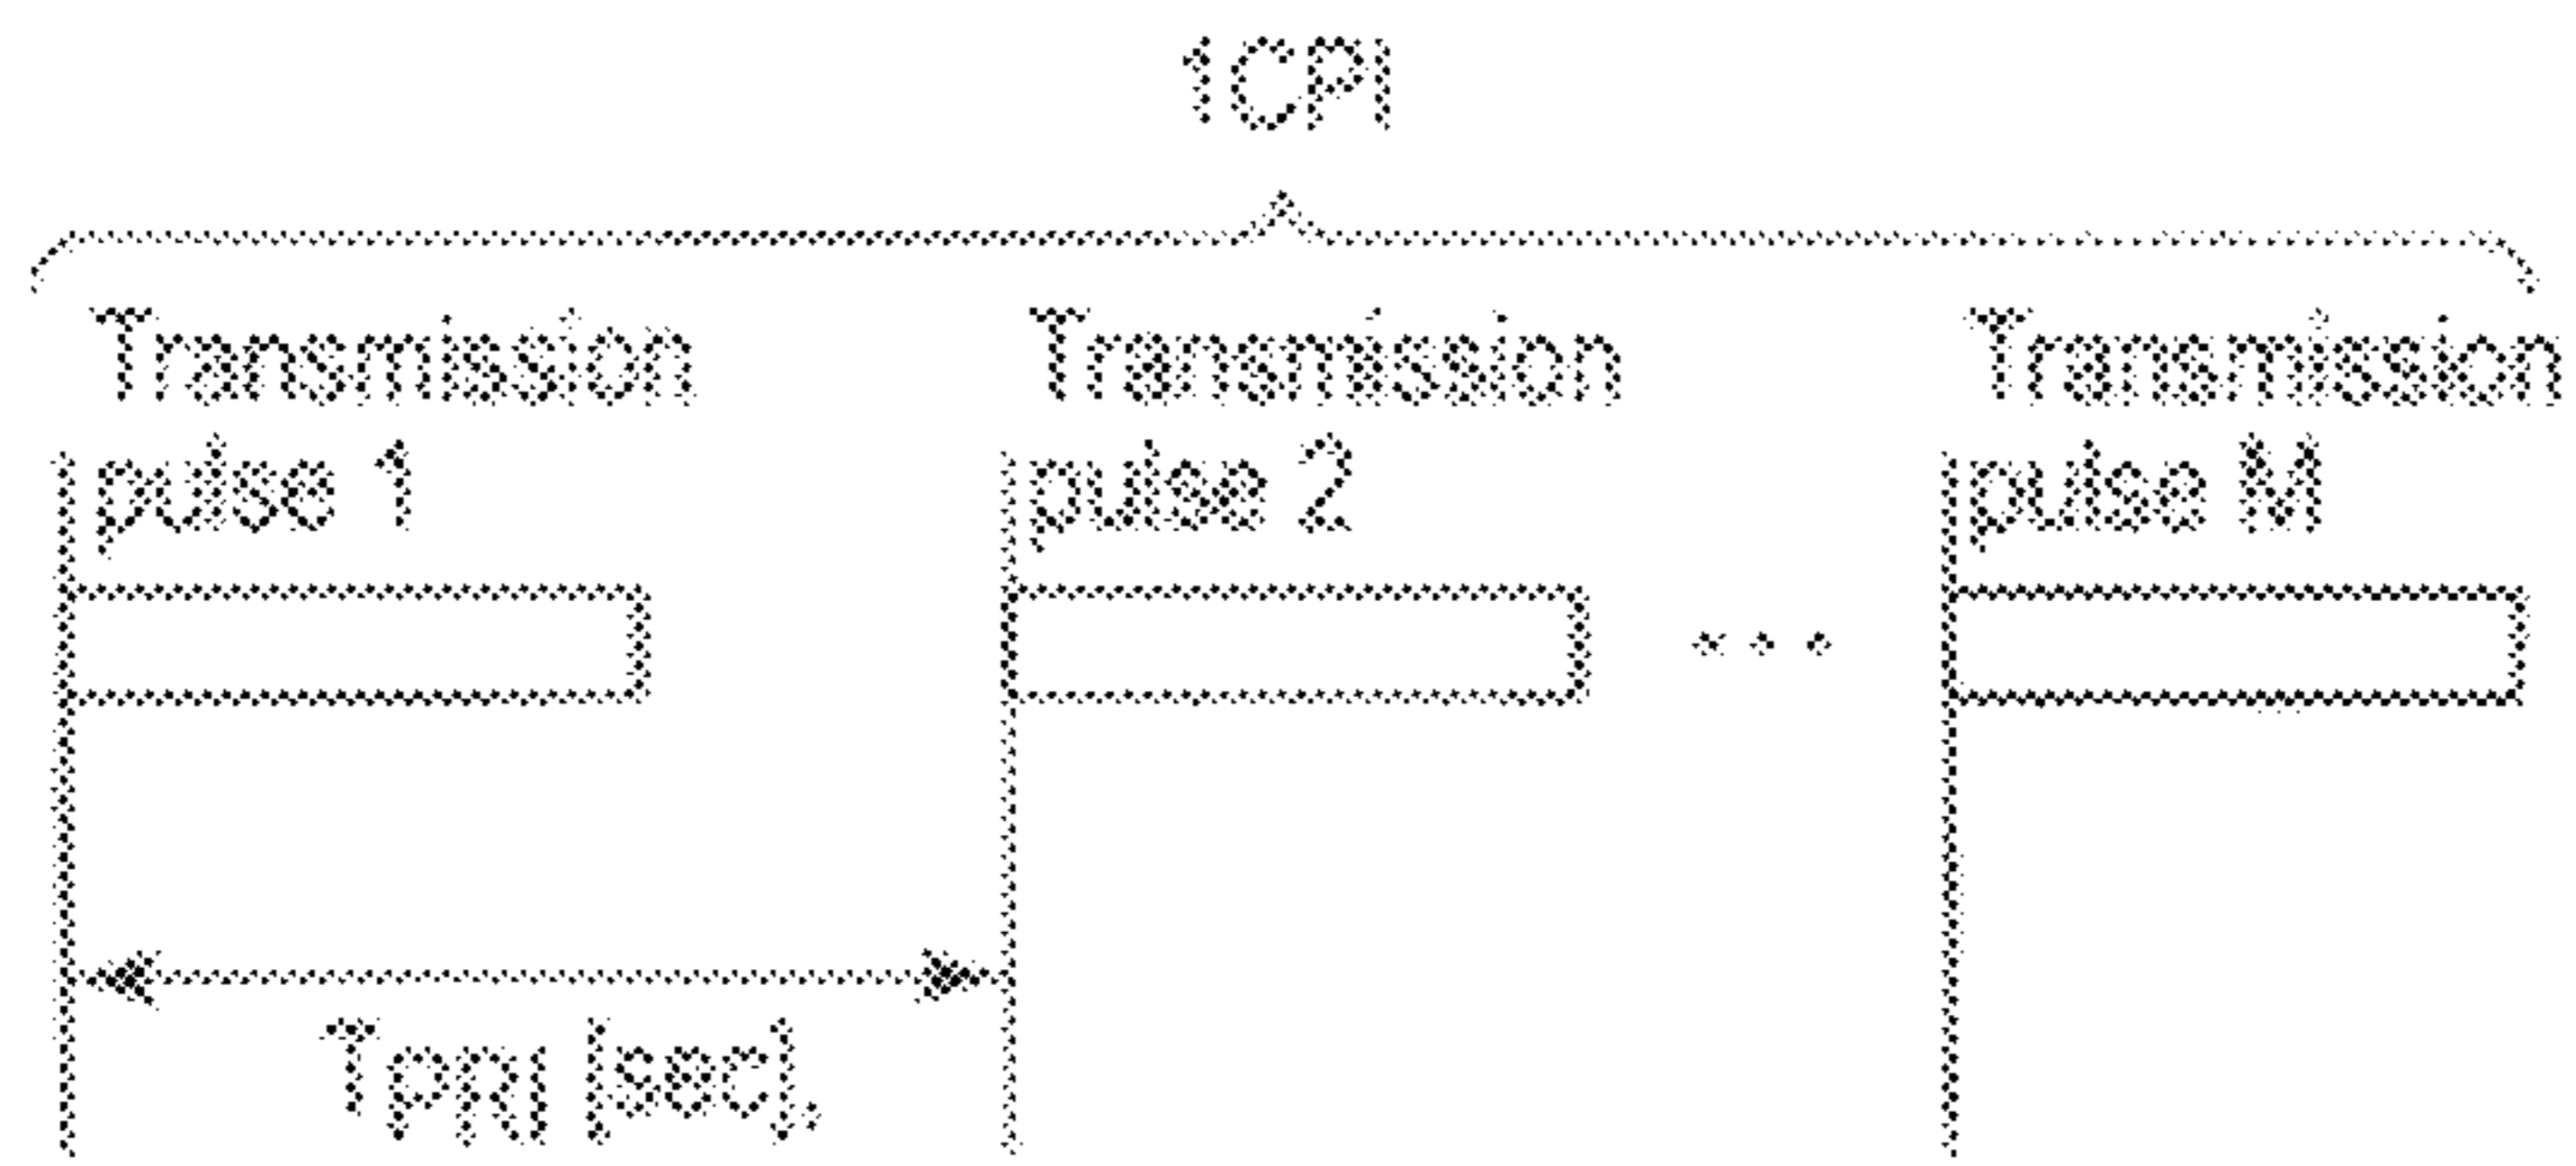 1CPI
Transmission
pulse 1
Transmission
pulse 2
Transmission
pulse M
...
TPRI [sec],